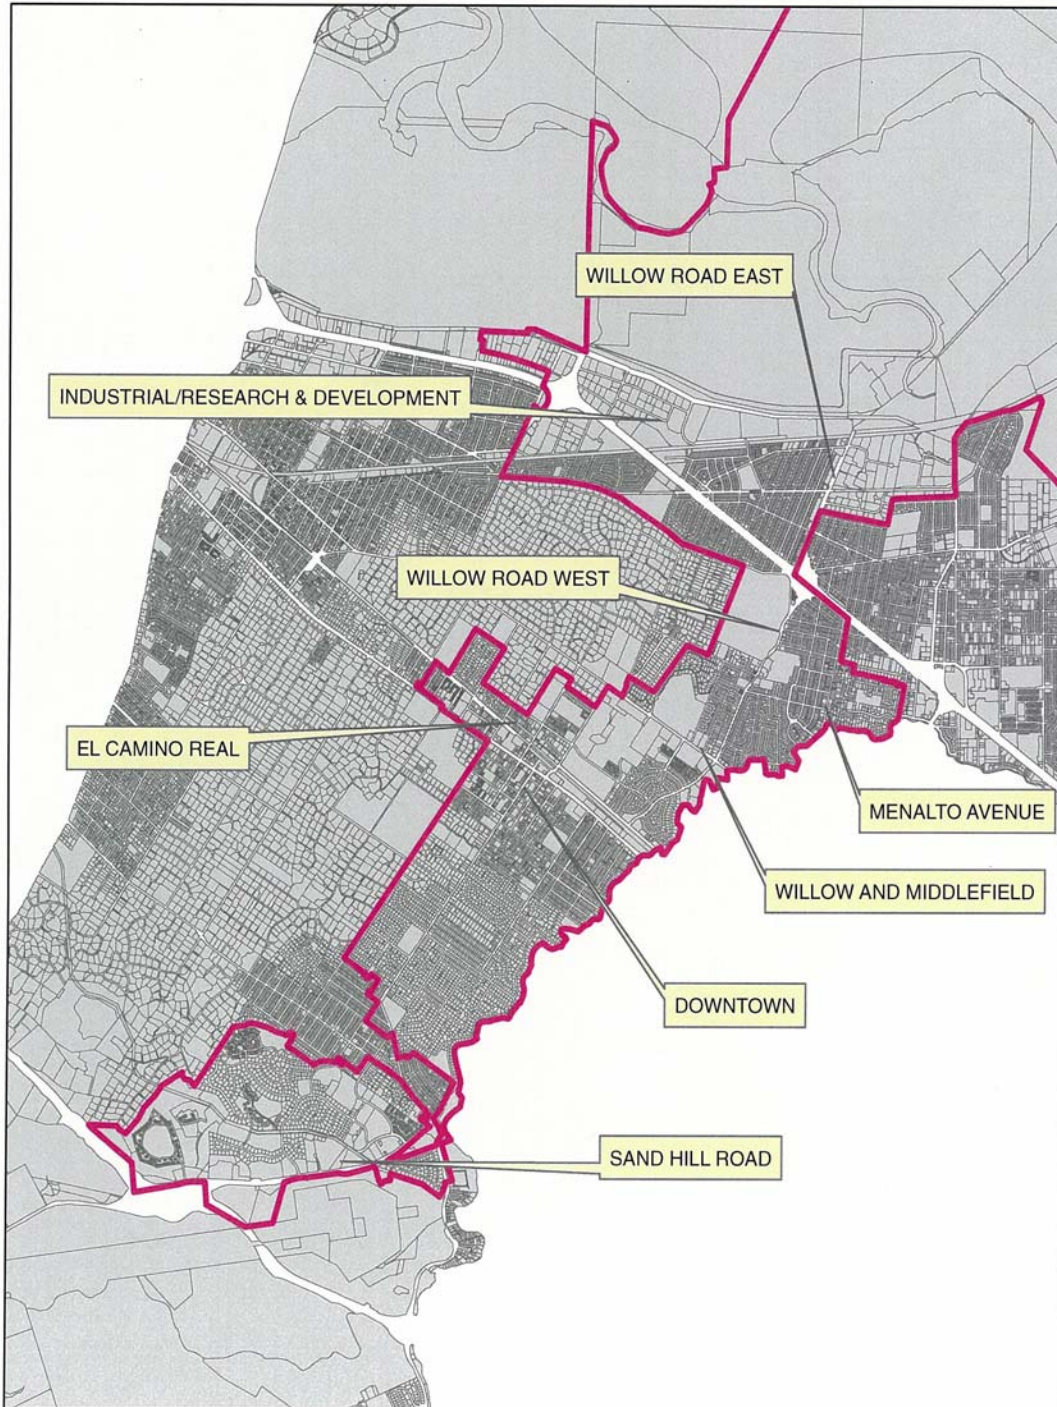 WILLOW ROAD EAST
INDUSTRIAL/RESEARCH & DEVELOPMENT
WILLOW ROAD WEST
EL CAMINO REAL
MENALTO AVENUE
WILLOW AND MIDDLEFIELD
DOWNTOWN
SAND HILL ROAD